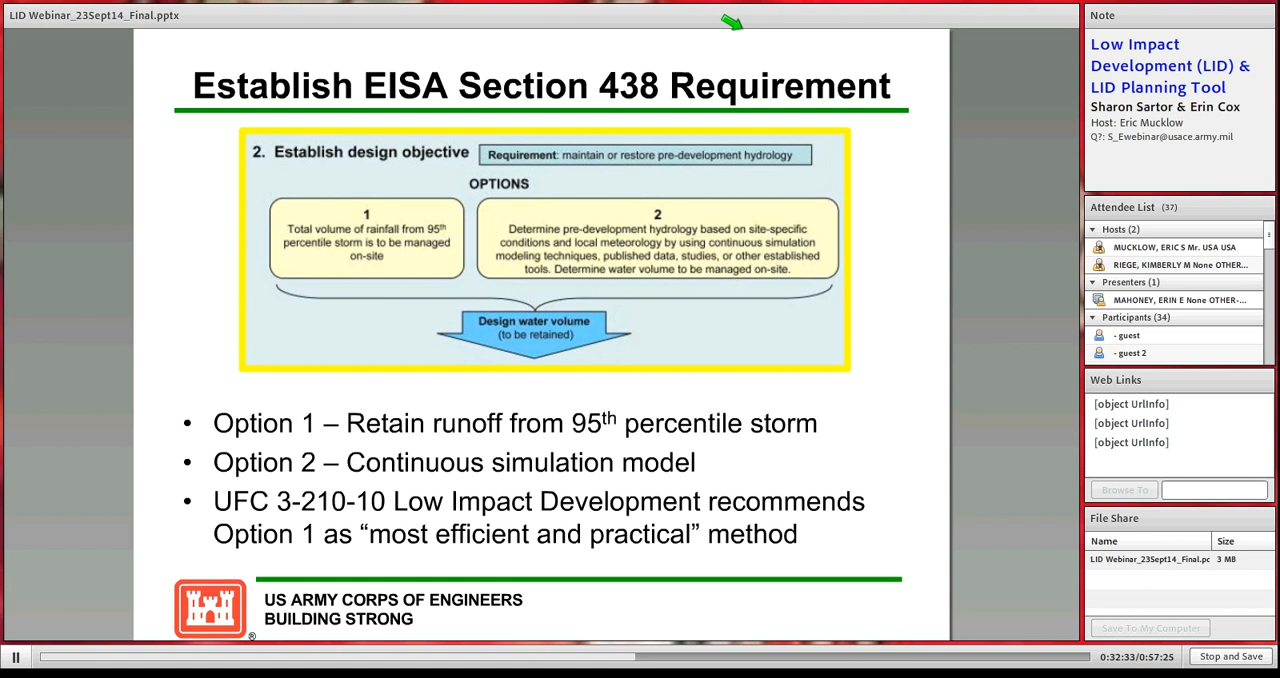 LID Webinar_23Sept14_Final.pptx
Establish EISA Section 438 Requirement
2. Establish design objective
Requirement: maintain or restore pre-development hydrology
OPTIONS
1
Total volume of rainfall from 95th
percentile storm is to be managed
on-site
2
Determine pre-development hydrology based on site-specific
conditions and local meteorology by using continuous simulation
modeling techniques, published data, studies, or other established
tools. Determine water volume to be managed on-site.
Design water volume
(to be retained)
• Option 1 – Retain runoff from 95th percentile storm
• Option 2 – Continuous simulation model
• UFC 3-210-10 Low Impact Development recommends
Option 1 as “most efficient and practical” method
US ARMY CORPS OF ENGINEERS
BUILDING STRONG
®
Note
Low Impact
Development (LID) &
LID Planning Tool
Sharon Sartor & Erin Cox
Host: Eric Mucklow
Q?: S_Ewebinar@usace.army.mil
Attendee List (37)
Hosts (2)
MUCKLOW, ERIC S Mr. USA USA
RIEGE, KIMBERLY M None OTHER...
Presenters (1)
MAHONEY, ERIN E None OTHER-...
Participants (34)
- guest
- guest 2
Web Links
[object UrlInfo]
[object UrlInfo]
[object UrlInfo]
Browse To
File Share
Name Size
LID Webinar_23Sept14_Final.pc 3 MB
Save To My Computer
0:32:33/0:57:25 Stop and Save